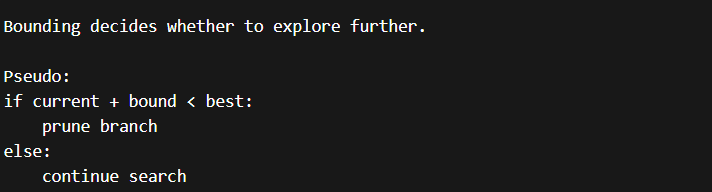 Bounding decides whether to explore further.

Pseudo:
if current + bound < best:
    prune branch
else:
    continue search